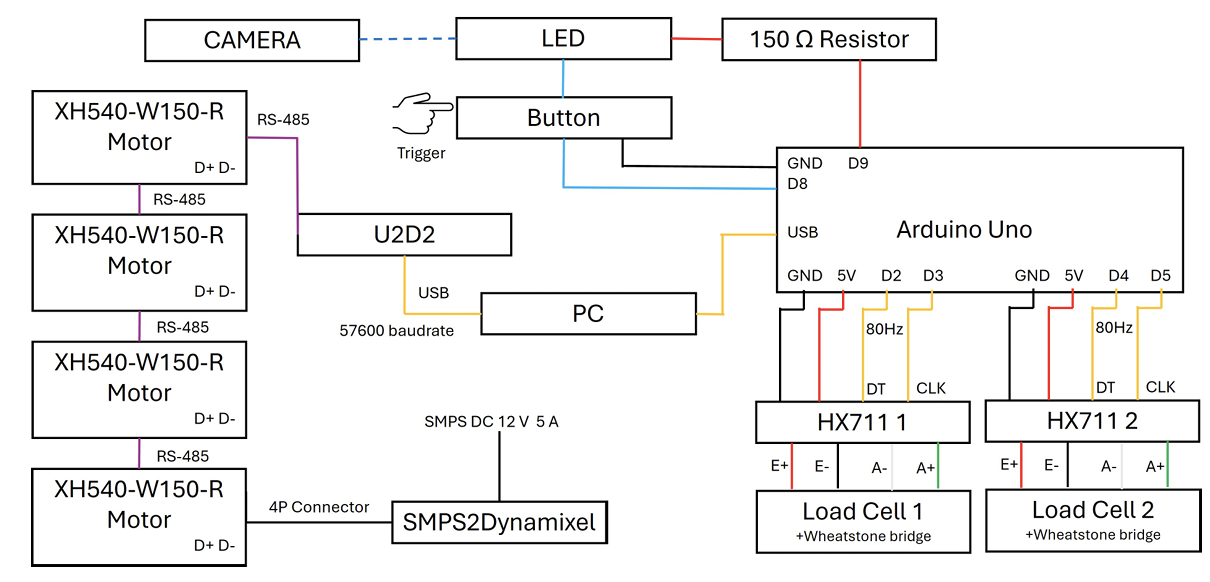 CAMERA
LED
150 Ω Resistor
XH540-W150-R
Motor
D+ D-
RS-485
Trigger
Button
GND D9
D8
USB
Arduino Uno
GND 5V D2 D3
GND 5V D4 D5
RS-485
XH540-W150-R
Motor
D+ D-
U2D2
USB
57600 baudrate
PC
80Hz
DT
CLK
80Hz
DT
CLK
RS-485
XH540-W150-R
Motor
D+ D-
HX711 1
HX711 2
E+ E- A- A+
E+ E- A- A+
Load Cell 1
+Wheatstone bridge
Load Cell 2
+Wheatstone bridge
RS-485
XH540-W150-R
Motor
D+ D-
4P Connector
SMPS DC 12 V 5 A
SMPS2Dynamixel